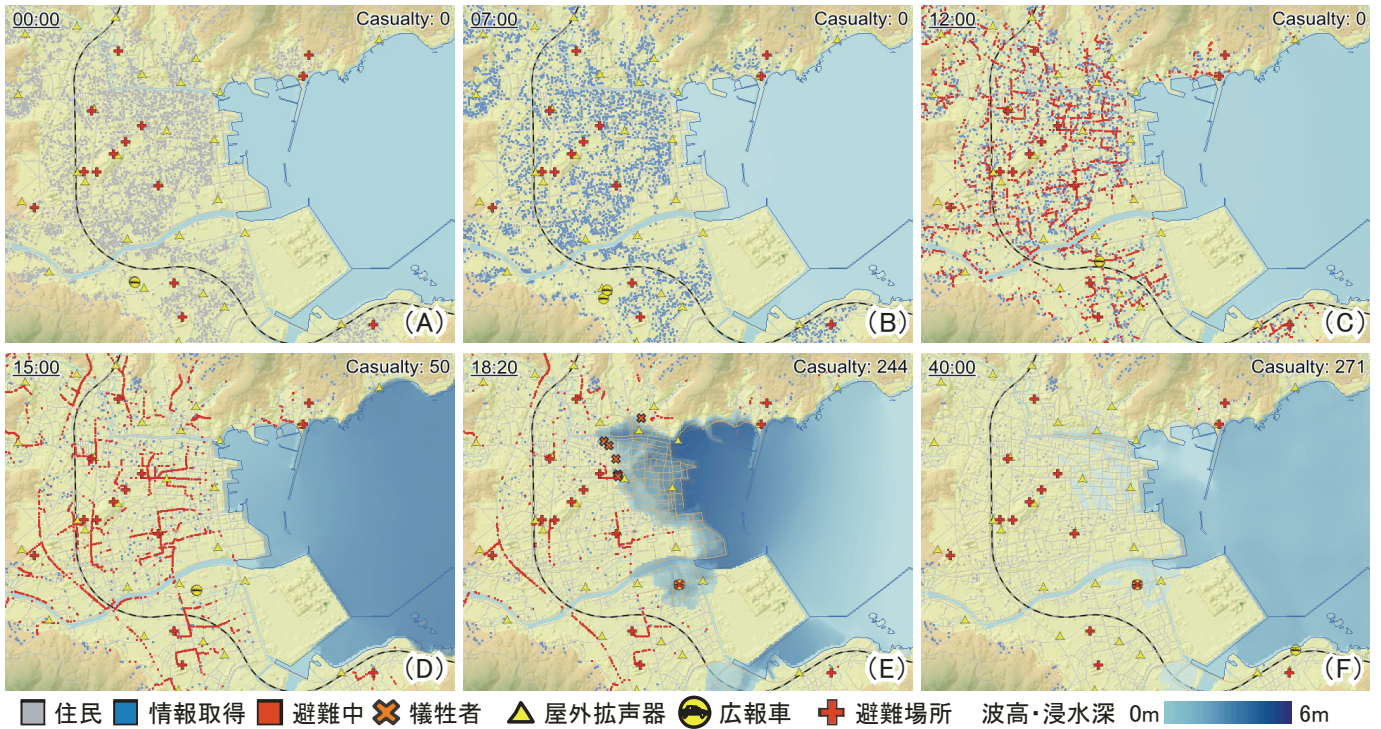 00:00 Casualty: 0
(A)
07:00 Casualty: 0
(B)
12:00 Casualty: 0
(C)
15:00 Casualty: 50
(D)
18:20 Casualty: 244
(E)
40:00 Casualty: 271
(F)
住民 情報取得 避難中 犠牲者 屋外拡声器 広報車 避難場所 波高・浸水深 0m 6m